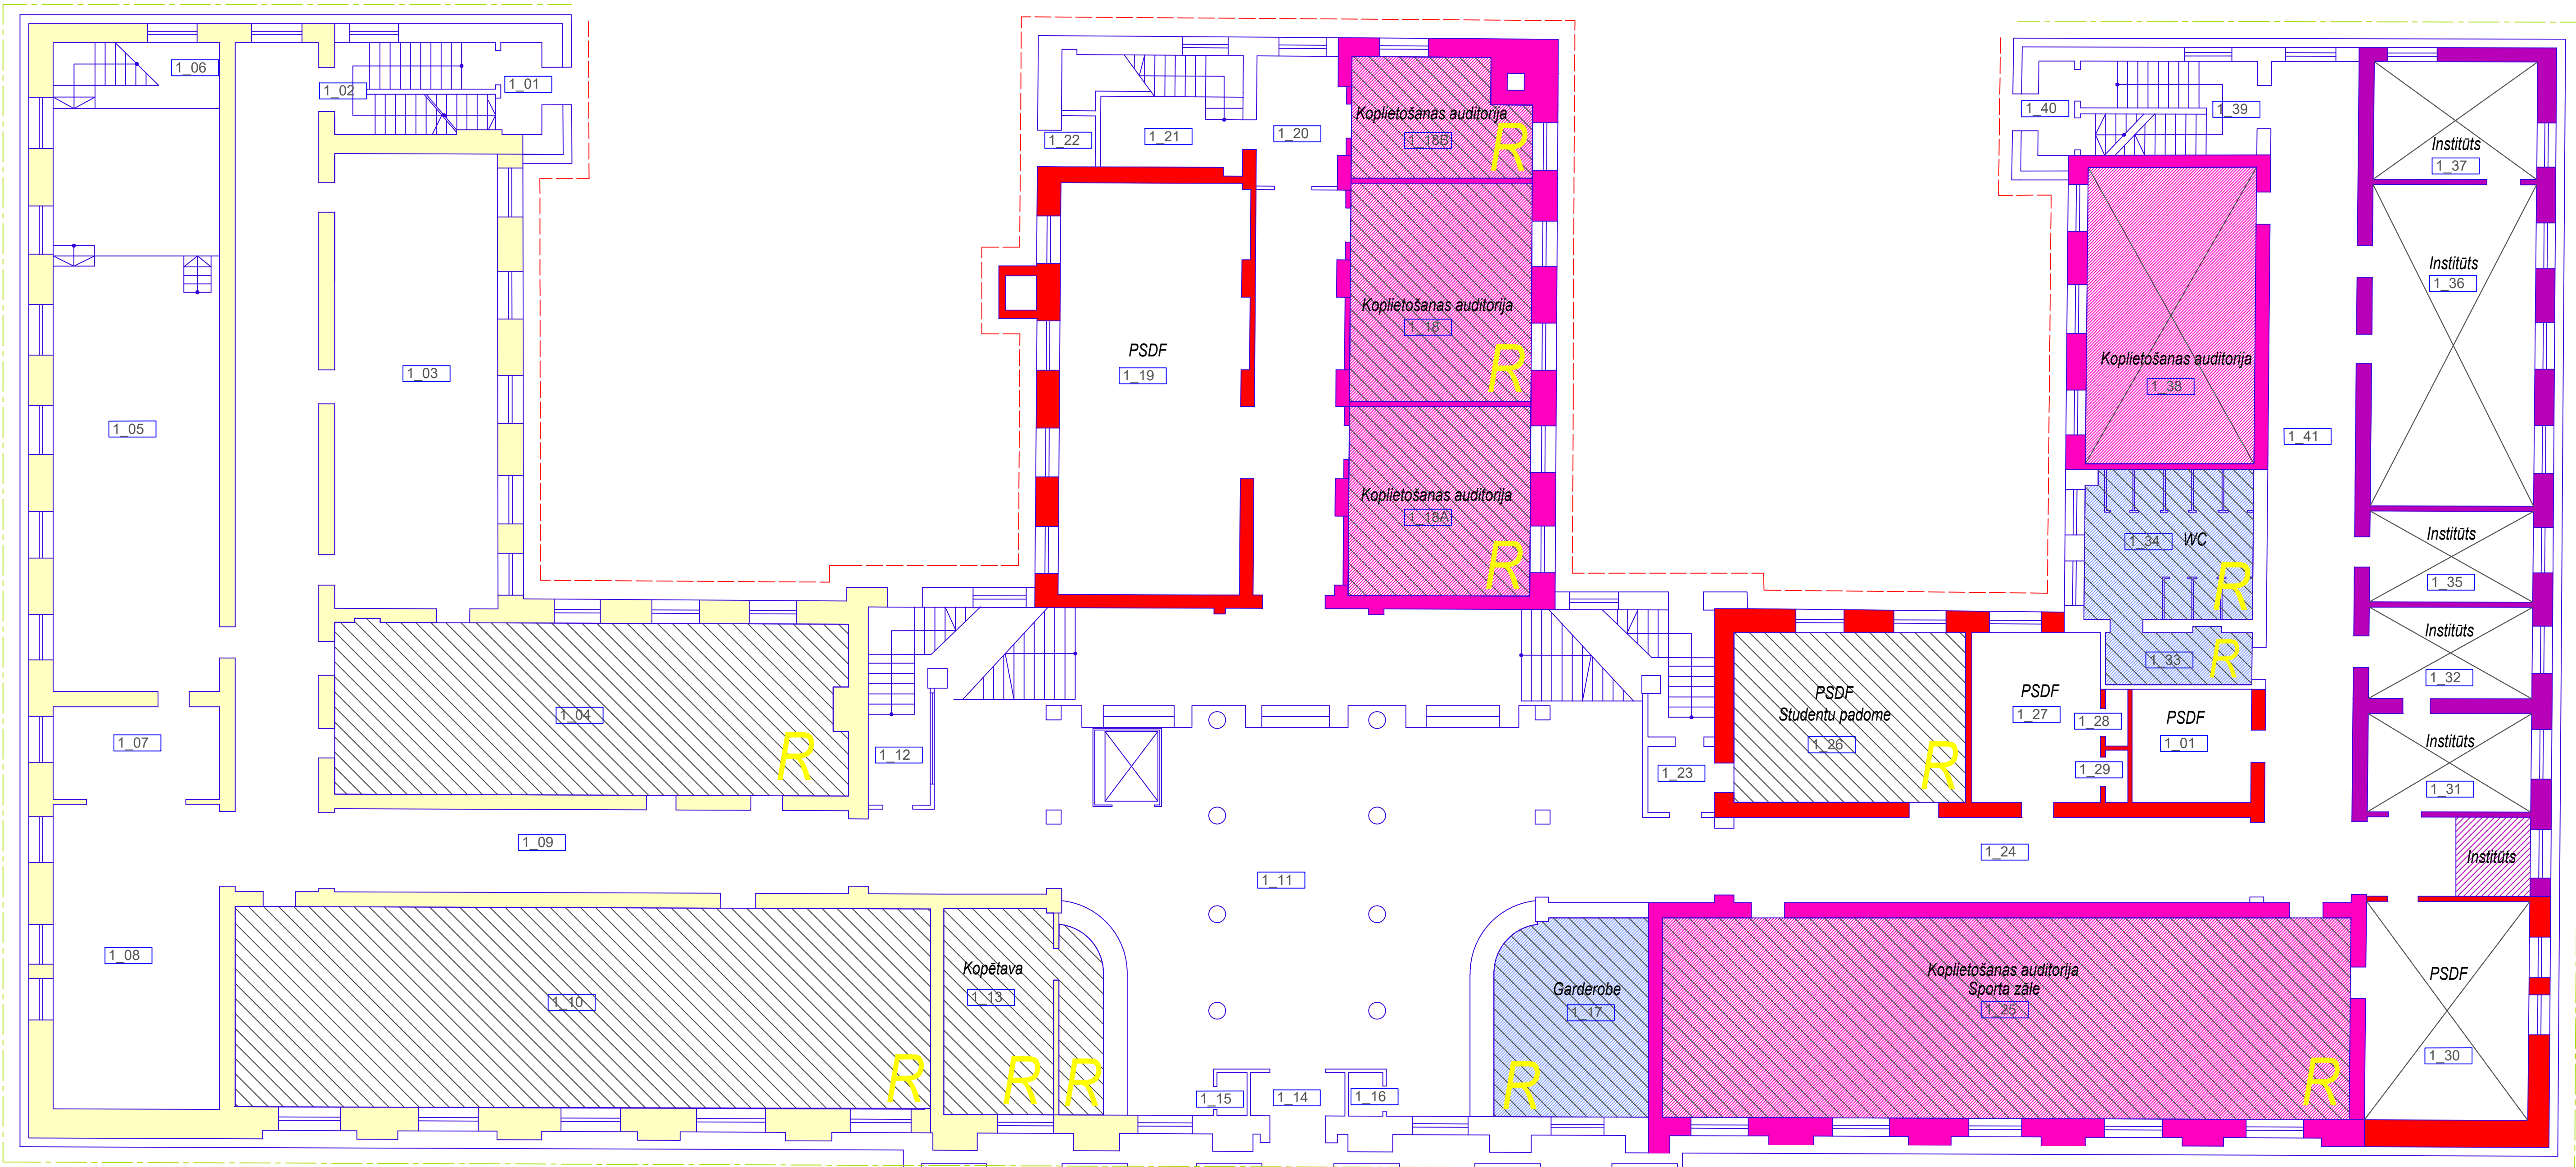 1_06
1_02
1_01
1_03
1_05
1_04
R
1_07
1_09
1_08
1_10
R
Kopētava
1_13
R
R
1_12
1_22
1_21
1_20
Koplietošanas auditorija
1_18B
R
Koplietošanas auditorija
1_18
R
Koplietošanas auditorija
1_18A
R
PSDF
1_19
1_11
1_15
1_14
1_16
Garderobe
1_17
R
1_23
PSDF
Studentu padome
1_26
R
PSDF
1_27
1_28
1_29
PSDF
1_01
1_24
Koplietošanas auditorija
Sporta zāle
1_25
R
1_40
1_39
Koplietošanas auditorija
1_38
1_34
WC
R
1_33
R
1_41
Institūts
1_37
Institūts
1_36
Institūts
1_35
Institūts
1_32
Institūts
1_31
Institūts
PSDF
1_30